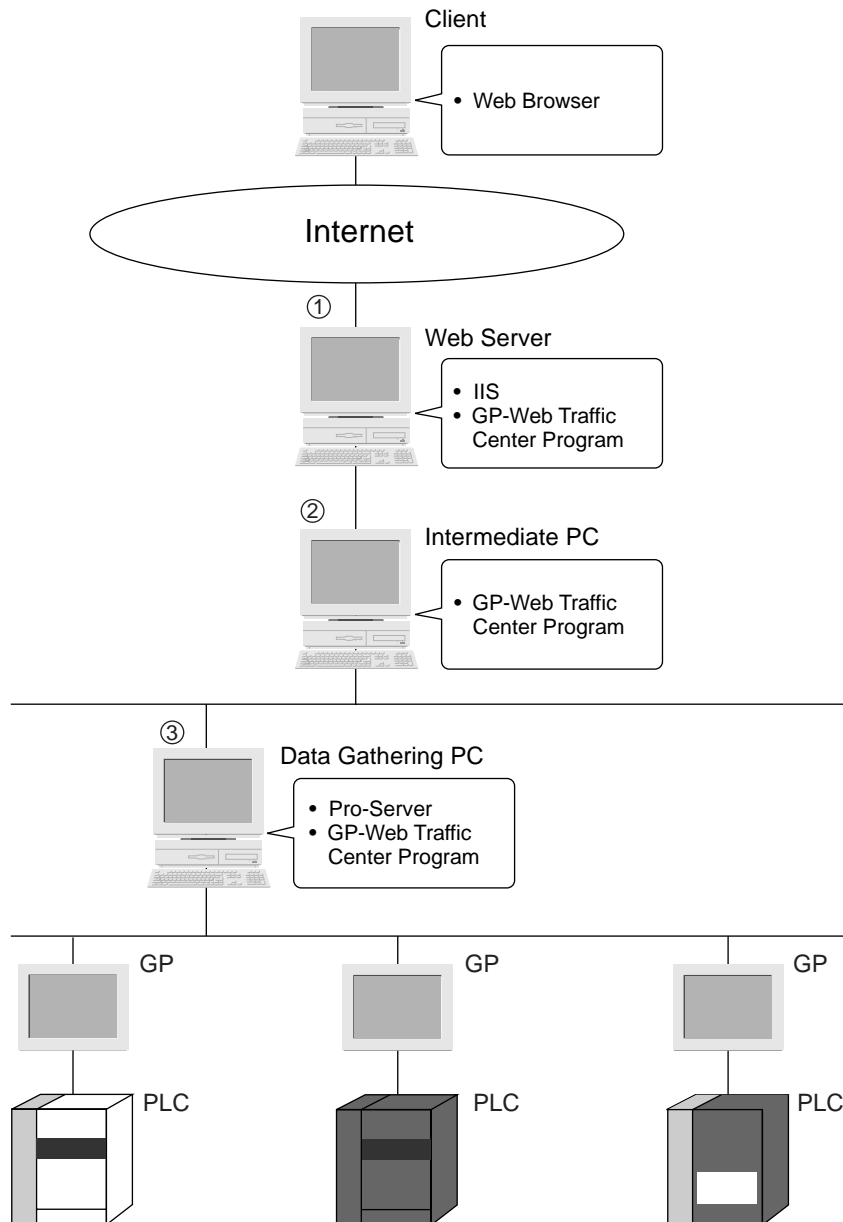 Client
• Web Browser
Internet
①
Web Server
• IIS
• GP-Web Traffic
Center Program
②
Intermediate PC
• GP-Web Traffic
Center Program
③
Data Gathering PC
• Pro-Server
• GP-Web Traffic
Center Program
GP
GP
GP
PLC
PLC
PLC